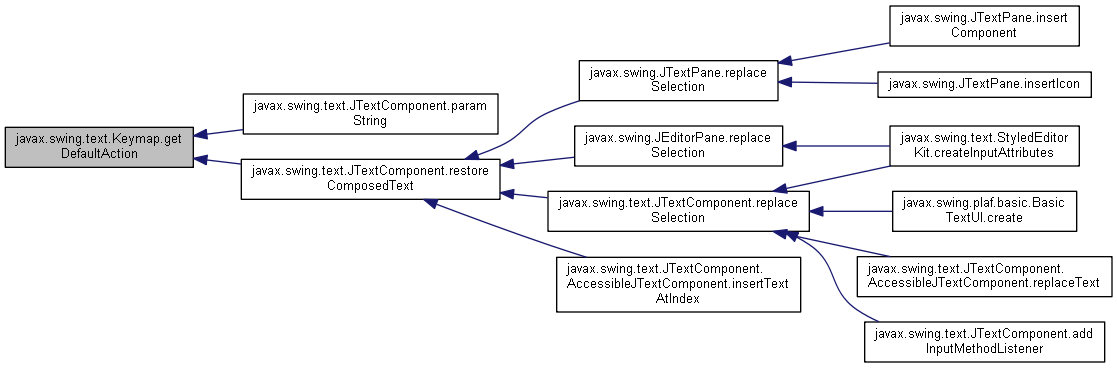 javax.swing.text.Keymap.get
DefaultAction
javax.swing.text.JTextComponent.param
String
javax.swing.text.JTextComponent.restore
ComposedText
javax.swing.JTextPane.replace
Selection
javax.swing.JEditorPane.replace
Selection
javax.swing.text.JTextComponent.replace
Selection
javax.swing.text.JTextComponent.
AccessibleJTextComponent.insertText
AtIndex
javax.swing.JTextPane.insert
Component
javax.swing.JTextPane.insertIcon
javax.swing.text.StyledEditor
Kit.createInputAttributes
javax.swing.plaf.basic.Basic
TextUI.create
javax.swing.text.JTextComponent.
AccessibleJTextComponent.replaceText
javax.swing.text.JTextComponent.add
InputMethodListener